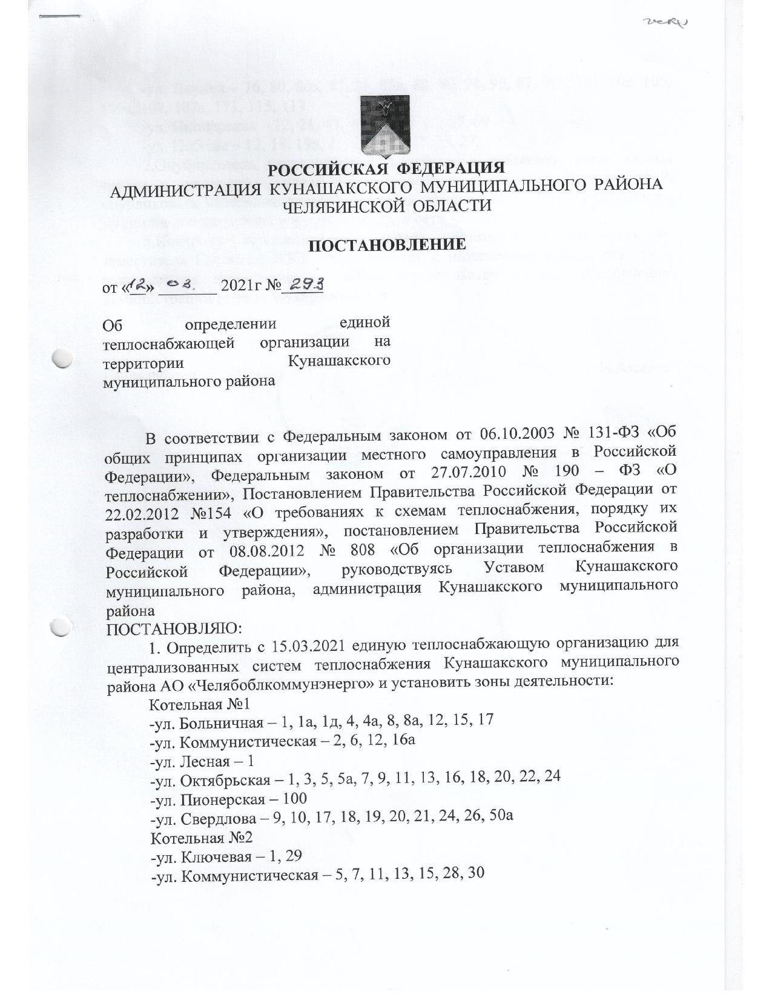 РОССИЙСКАЯ ФЕДЕРАЦИЯ
АДМИНИСТРАЦИЯ КУНАШАКСКОГО МУНИЦИПАЛЬНОГО РАЙОНА
ЧЕЛЯБИНСКОЙ ОБЛАСТИ
ПОСТАНОВЛЕНИЕ
от «12» 03. 2021г № 293
Об определении единой
теплоснабжающей организации на
территории Кунашакского
муниципального района
В соответствии с Федеральным законом от 06.10.2003 № 131-ФЗ «Об
общих принципах организации местного самоуправления в Российской
Федерации», Федеральным законом от 27.07.2010 № 190 – ФЗ «О
теплоснабжении», Постановлением Правительства Российской Федерации от
22.02.2012 №154 «О требованиях к схемам теплоснабжения, порядку их
разработки и утверждения», постановлением Правительства Российской
Федерации от 08.08.2012 № 808 «Об организации теплоснабжения в
Российской Федерации», руководствуясь Уставом Кунашакского
муниципального района, администрация Кунашакского муниципального
района
ПОСТАНОВЛЯЮ:
1. Определить с 15.03.2021 единую теплоснабжающую организацию для
централизованных систем теплоснабжения Кунашакского муниципального
района АО «Челябоблкоммунэнерго» и установить зоны деятельности:
Котельная №1
-ул. Больничная – 1, 1а, 1д, 4, 4а, 8, 8а, 12, 15, 17
-ул. Коммунистическая – 2, 6, 12, 16а
-ул. Лесная – 1
-ул. Октябрьская – 1, 3, 5, 5а, 7, 9, 11, 13, 16, 18, 20, 22, 24
-ул. Пионерская – 100
-ул. Свердлова – 9, 10, 17, 18, 19, 20, 21, 24, 26, 50а
Котельная №2
-ул. Ключевая – 1, 29
-ул. Коммунистическая – 5, 7, 11, 13, 15, 28, 30